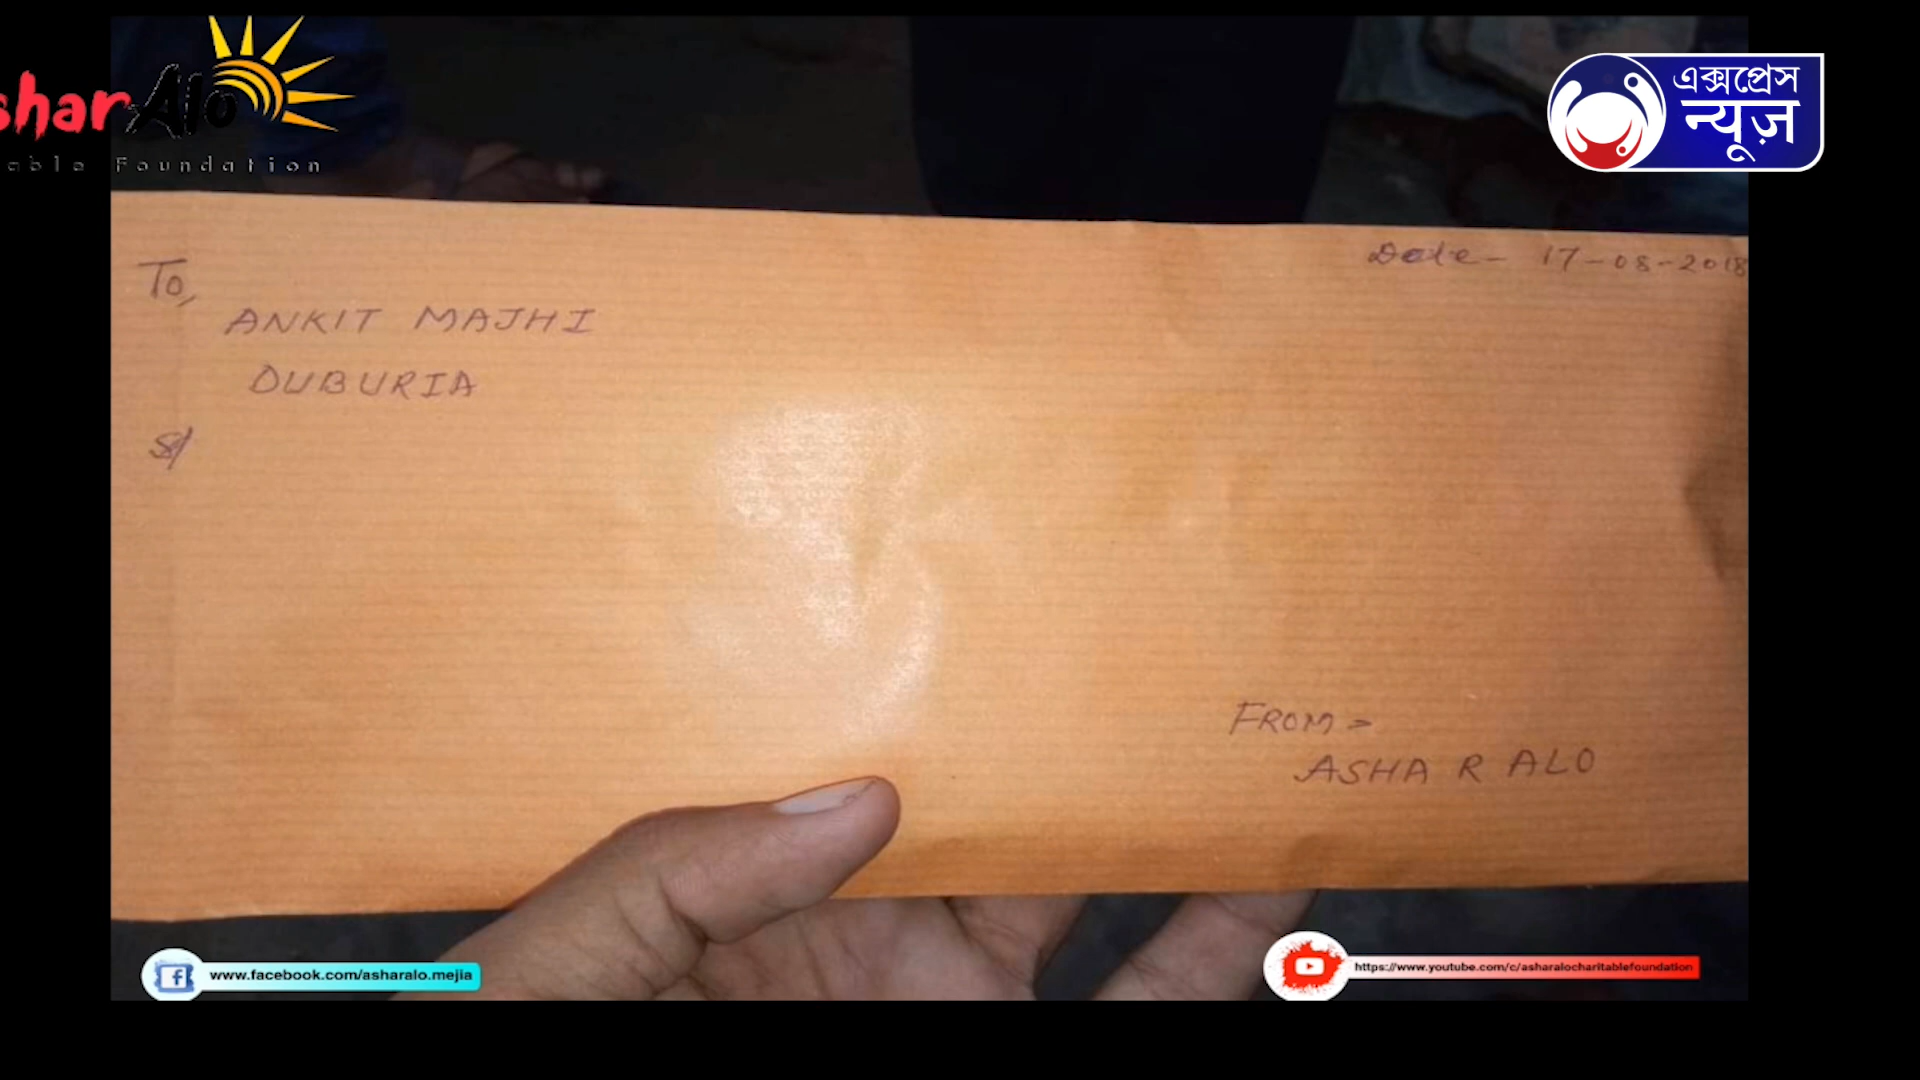 sharAlo
able Foundation
এক্সপ্রেস
न्यूज़
Date - 17-08-2018
To,
ANKIT MAJHI
DUBURIA
FROM -
ASHA R ALO
www.facebook.com/asharalo.mejia
https://www.youtube.com/c/asharalocharitablefoundation